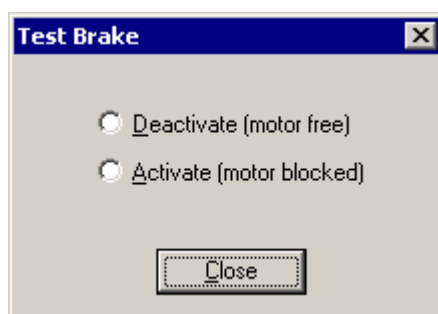 Test Brake
Deactivate (motor free)
Activate (motor blocked)
Close